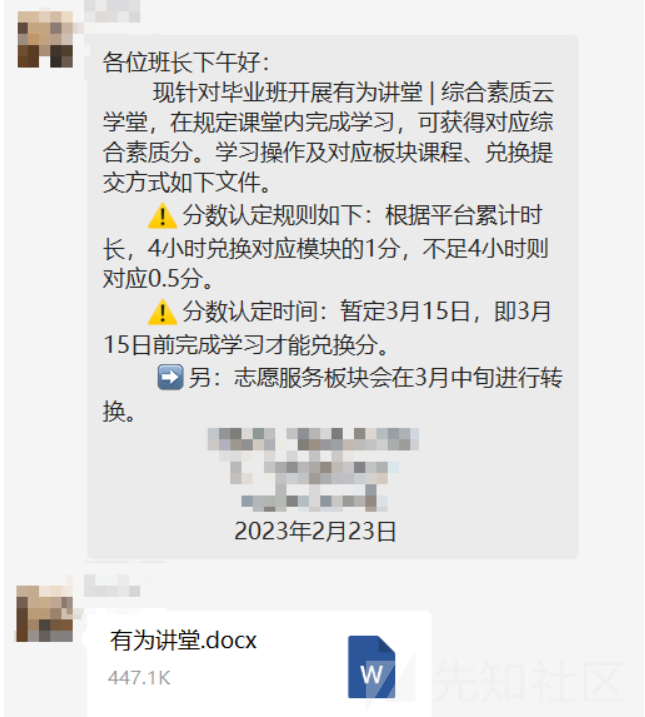 各位班长下午好：
现针对毕业班开展有为讲堂 | 综合素质云
学堂，在规定课堂内完成学习，可获得对应综
合素质分。学习操作及对应板块课程、兑换提
交方式如下文件。
⚠️分数认定规则如下：根据平台累计时
长，4小时兑换对应模块的1分，不足4小时则
对应0.5分。
⚠️分数认定时间：暂定3月15日，即3月
15日前完成学习才能兑换分。
➡️另：志愿服务板块会在3月中旬进行转
换。
2023年2月23日
有为讲堂.docx
447.1K
W
先知社区